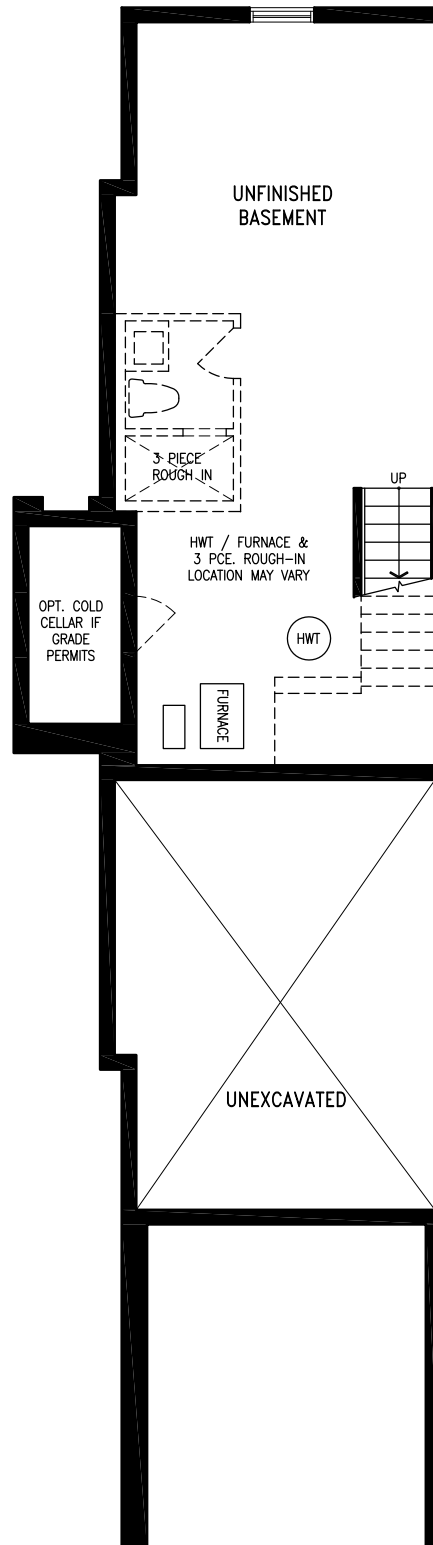 UNFINISHED
BASEMENT
3 PIECE
ROUGH IN
UP
HWT / FURNACE &
3 PCE. ROUGH-IN
LOCATION MAY VARY
OPT. COLD
CELLAR IF
GRADE
PERMITS
HWT
FURNACE
UNEXCAVATED